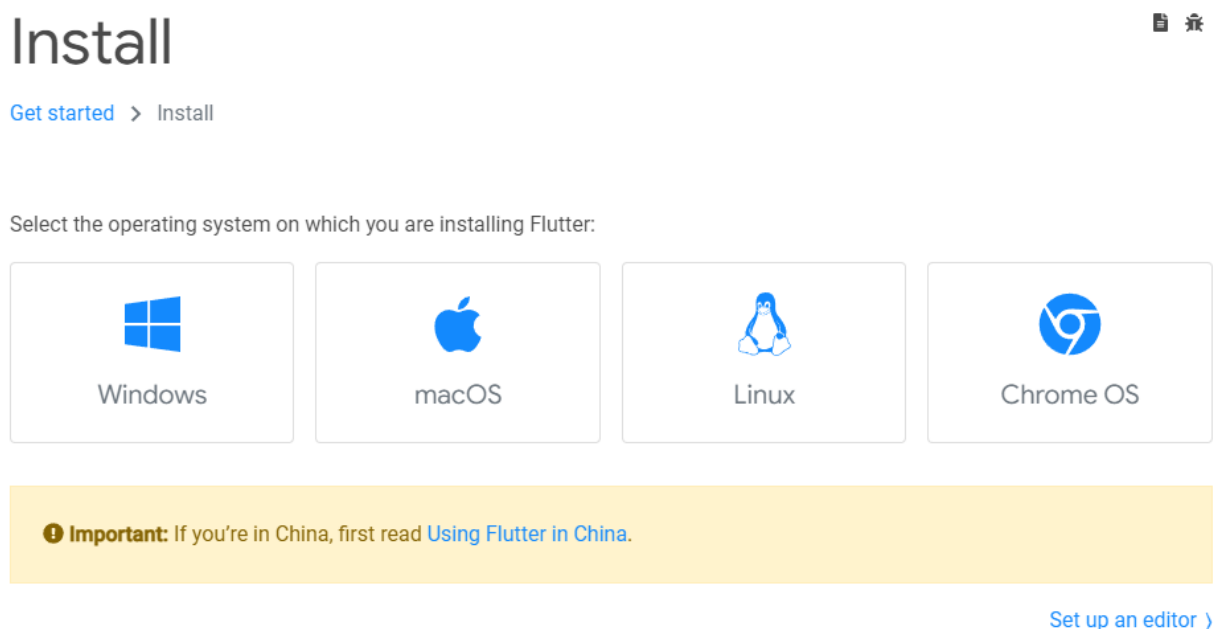 Install
Get started > Install
Select the operating system on which you are installing Flutter:
Windows
macOS
Linux
Chrome OS
Important: If you’re in China, first read Using Flutter in China.
Set up an editor ⟩